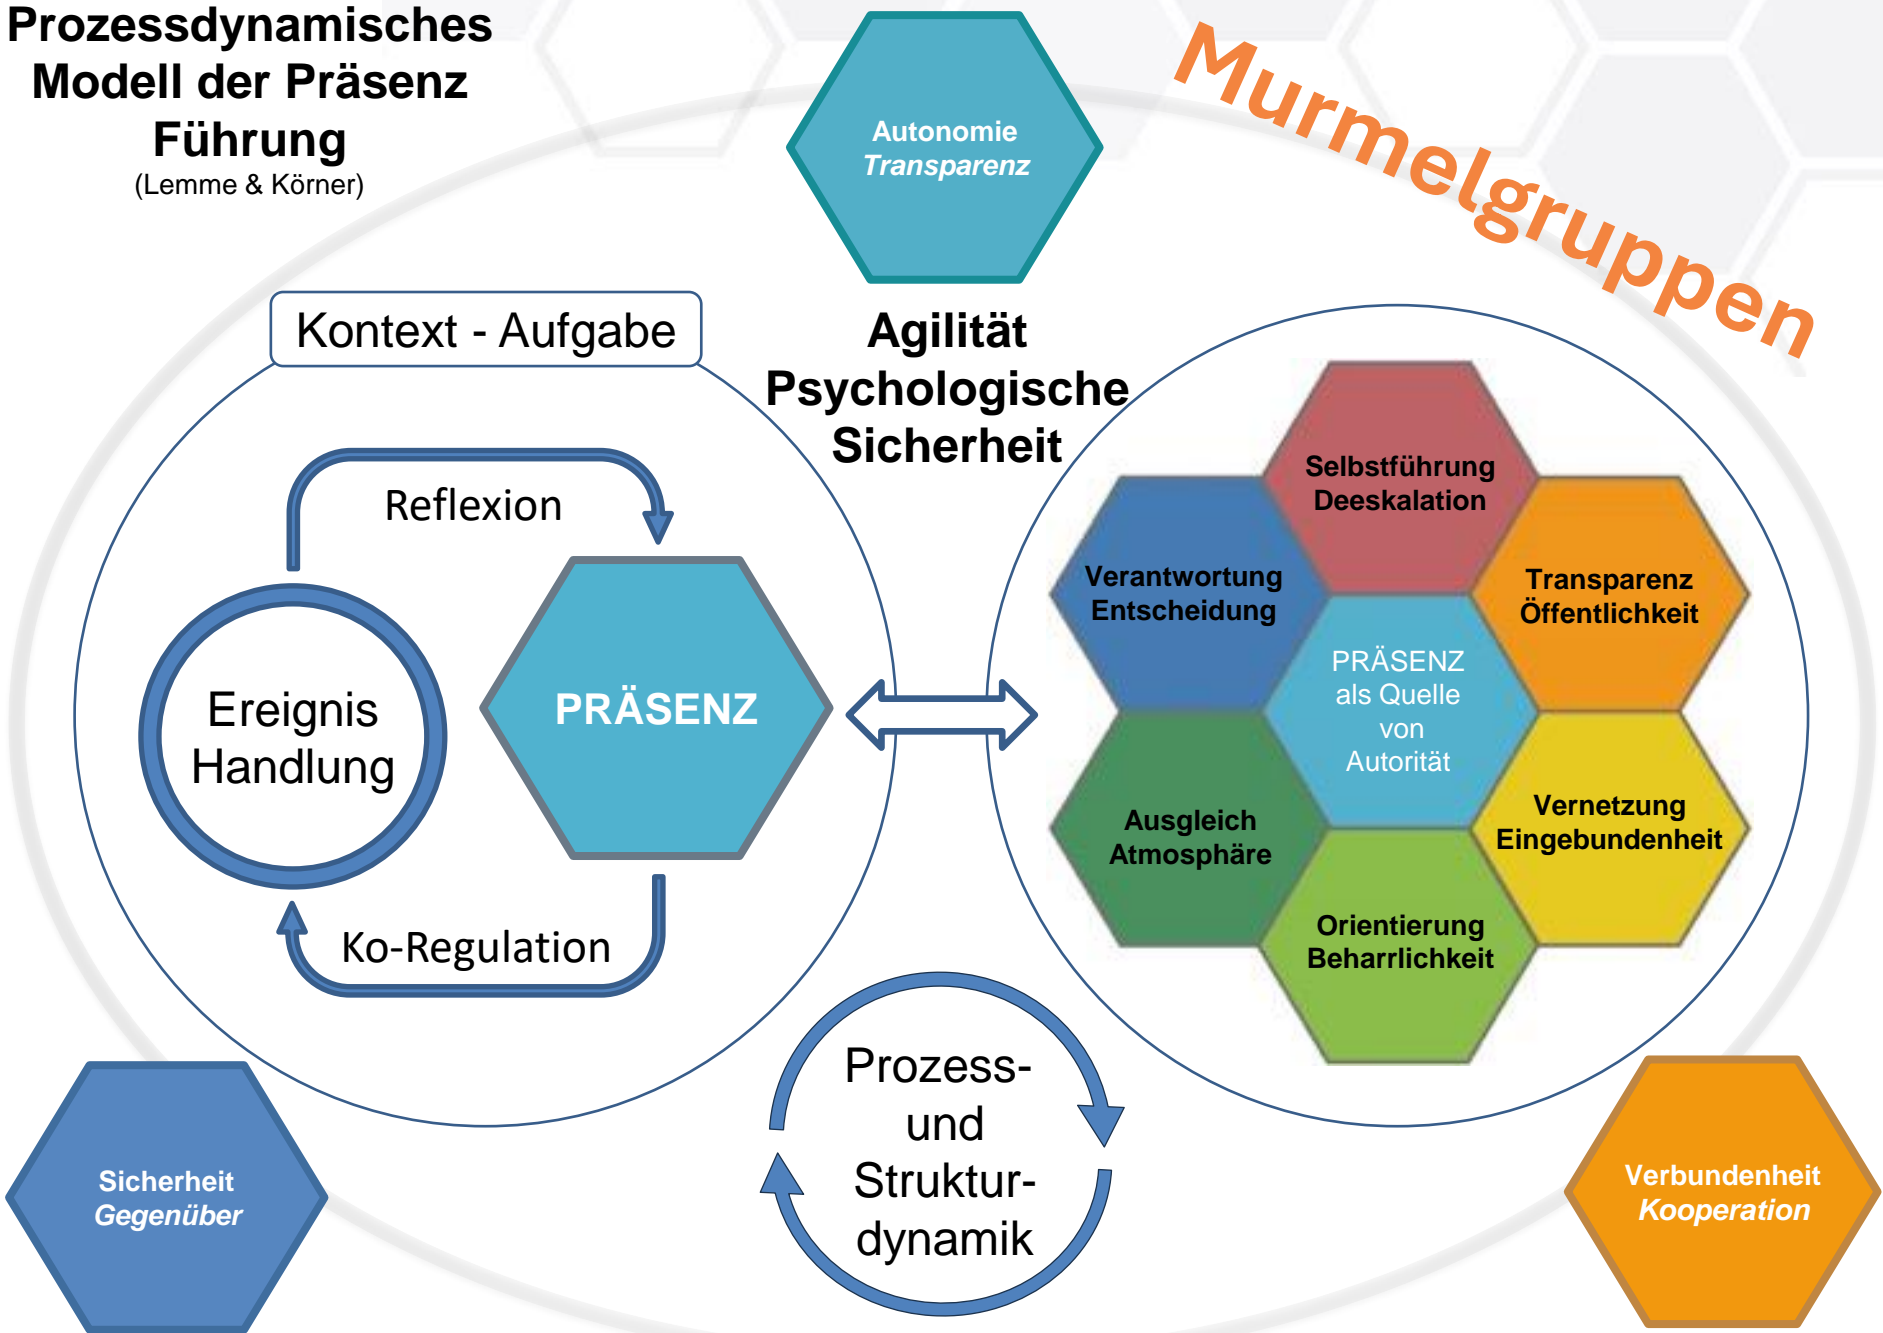 Prozessdynamisches
Modell der Präsenz
Führung
(Lemme & Körner)
Autonomie
Transparenz
Murmelgruppen
Kontext - Aufgabe
Agilität
Psychologische
Sicherheit
Reflexion
Ereignis
Handlung
PRÄSENZ
Ko-Regulation
Selbstführung
Deeskalation
Verantwortung
Entscheidung
Transparenz
Öffentlichkeit
PRÄSENZ
als Quelle
von
Autorität
Ausgleich
Atmosphäre
Vernetzung
Eingebundenheit
Orientierung
Beharrlichkeit
Prozess-
und
Struktur-
dynamik
Sicherheit
Gegenüber
Verbundenheit
Kooperation